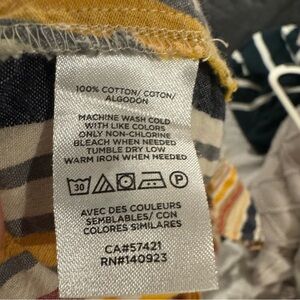 100% COTTON/ COTON/
ALGODÓN
MACHINE WASH COLD
WITH LIKE COLORS
ONLY NON-CHLORINE
BLEACH WHEN NEEDED
TUMBLE DRY LOW
WARM IRON WHEN NEEDED
30 P
AVEC DES COULEURS
SEMBLABLES/ CON
COLORES SIMILARES
CA#57421
RN#140923